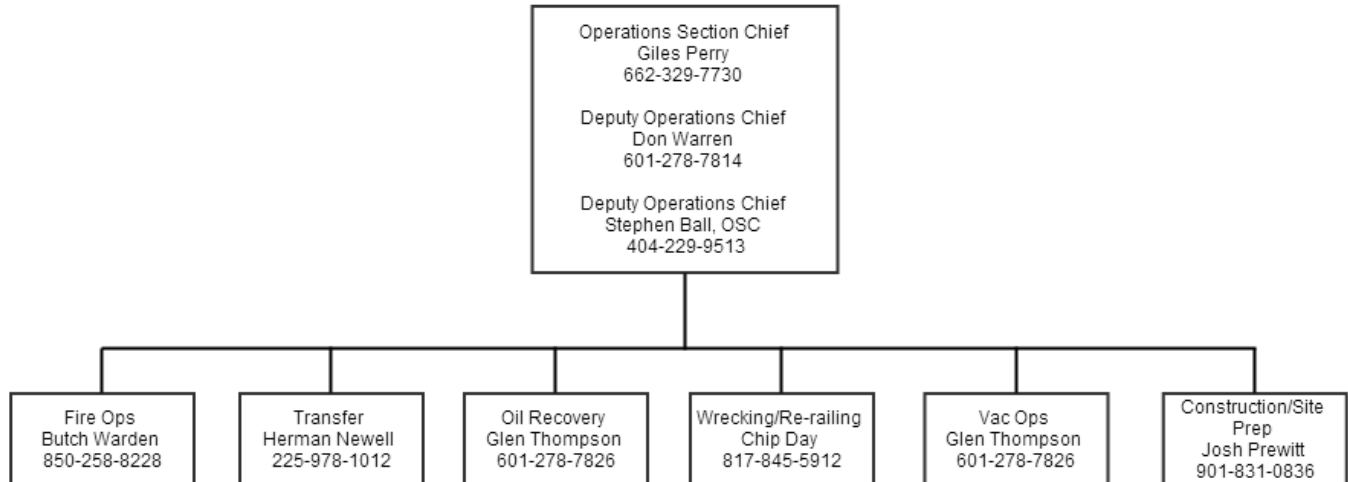 Operations Section Chief
Giles Perry
662-329-7730
Deputy Operations Chief
Don Warren
601-278-7814
Deputy Operations Chief
Stephen Ball, OSC
404-229-9513
Fire Ops
Butch Warden
850-258-8228
Transfer
Herman Newell
225-978-1012
Oil Recovery
Glen Thompson
601-278-7826
Wrecking/Re-railing
Chip Day
817-845-5912
Vac Ops
Glen Thompson
601-278-7826
Construction/Site
Prep
Josh Prewitt
901-831-0836